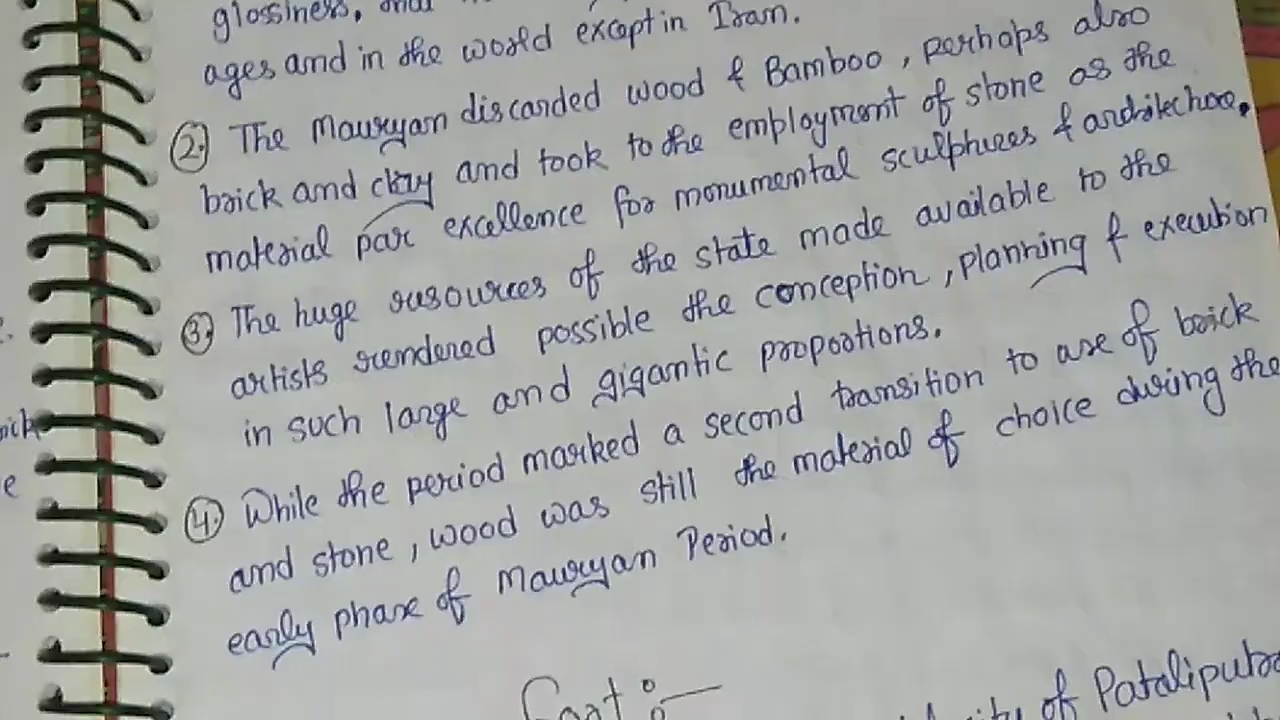 glossiness,
ages and in the world except in Iran.
② The Mauryan discarded wood & Bamboo, perhaps also
brick and clay and took to the employment of stone as the
material par excellence for monumental sculptures &
③ The huge resources of the state made available to the
artists rendered possible the conception, planning & execution
in such large and gigantic proportions.
④ While the period marked a second transition to use of brick
and stone, wood was still the material of choice during the
early phase of Mauryan Period.
of Pataliputra